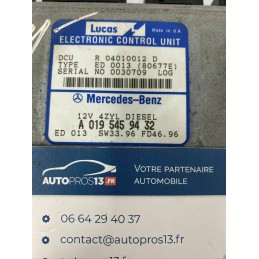 Lucas
Made in U.K.
ELECTRONIC CONTROL UNIT
DCU R 04010012 D
TYPE ED 0013 (80677E)
SERIAL NO 0030709 LOG
Mercedes-Benz
12V 4ZYL DIESEL
A 019 545 94 32
ED 013 SW33.96 FD46.96
AUTOPROS13.FR
VOTRE PARTENAIRE
AUTOMOBILE
06 64 29 40 37
contact@autopros13.fr